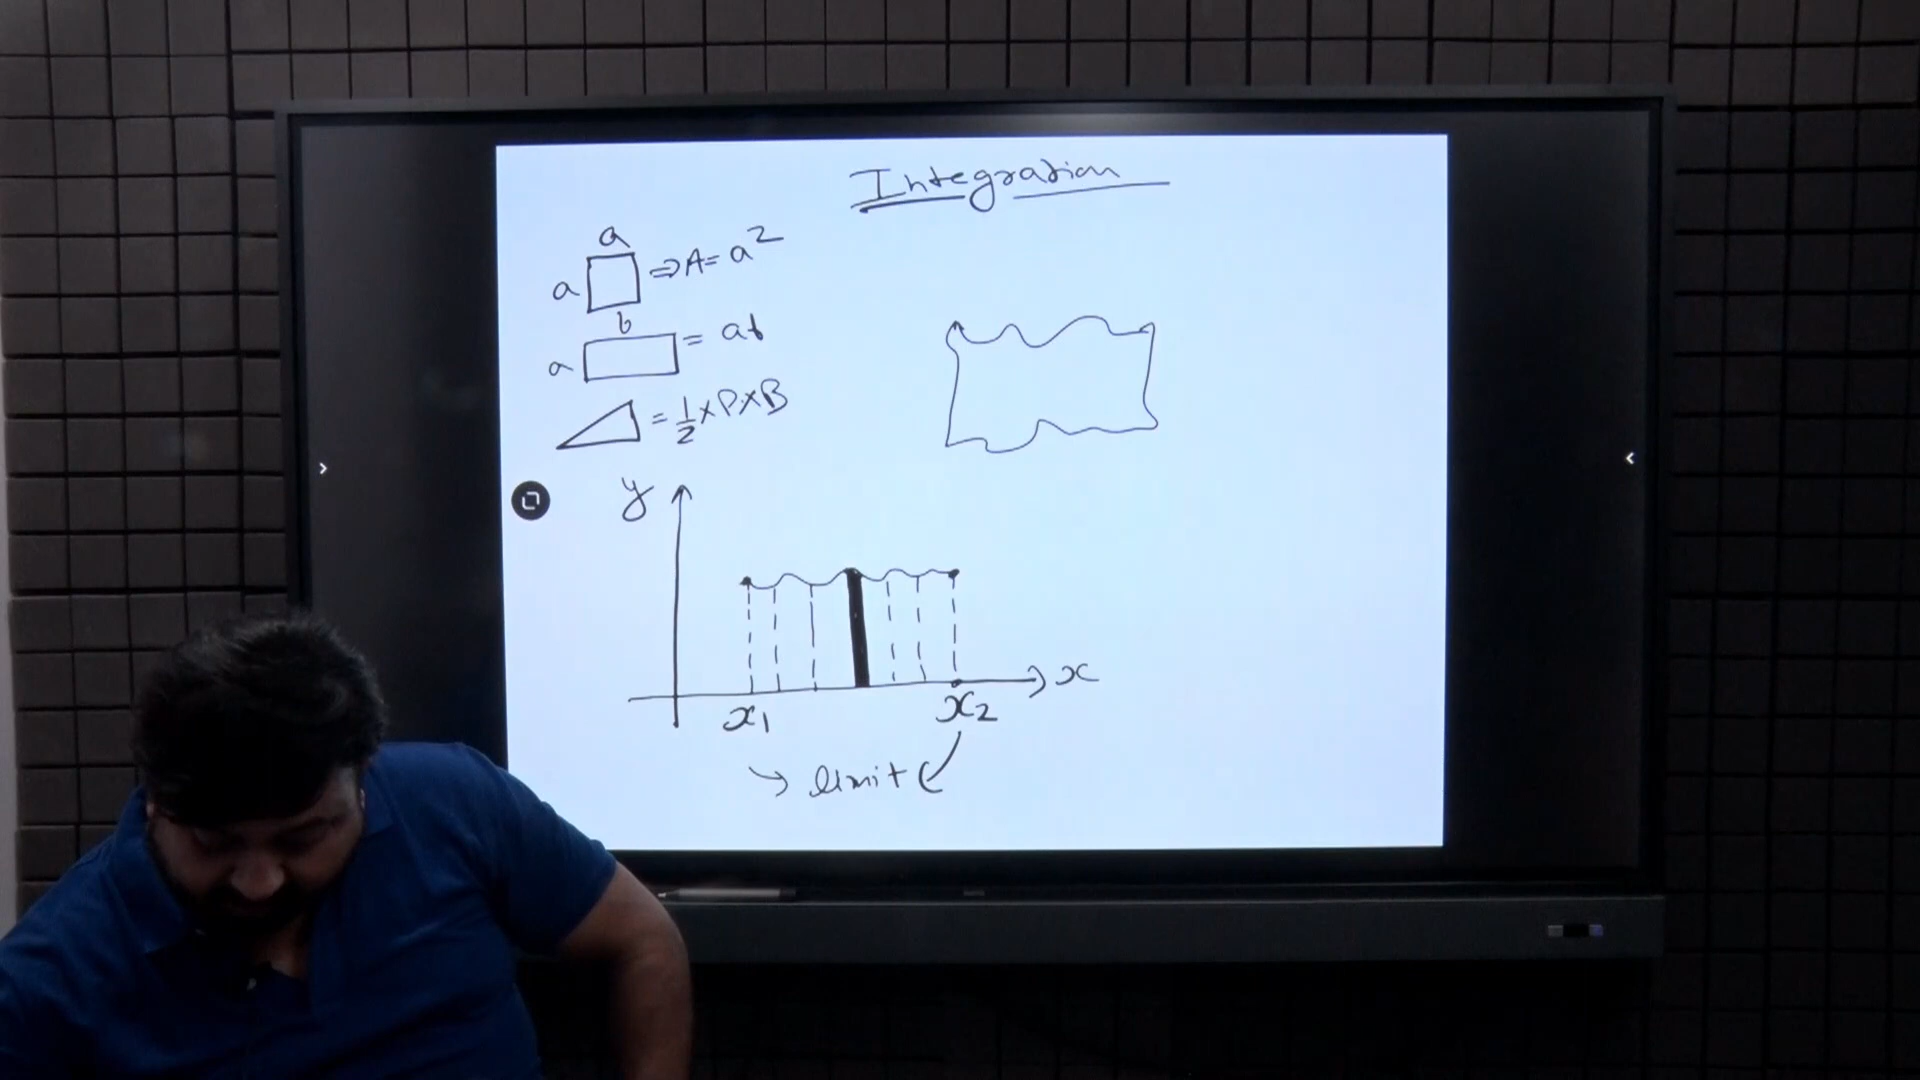 Integration
a
a ⇒ A = a²
b
a = ab
= 1/2 × P × B
y
x
x₁ x₂
→ limit